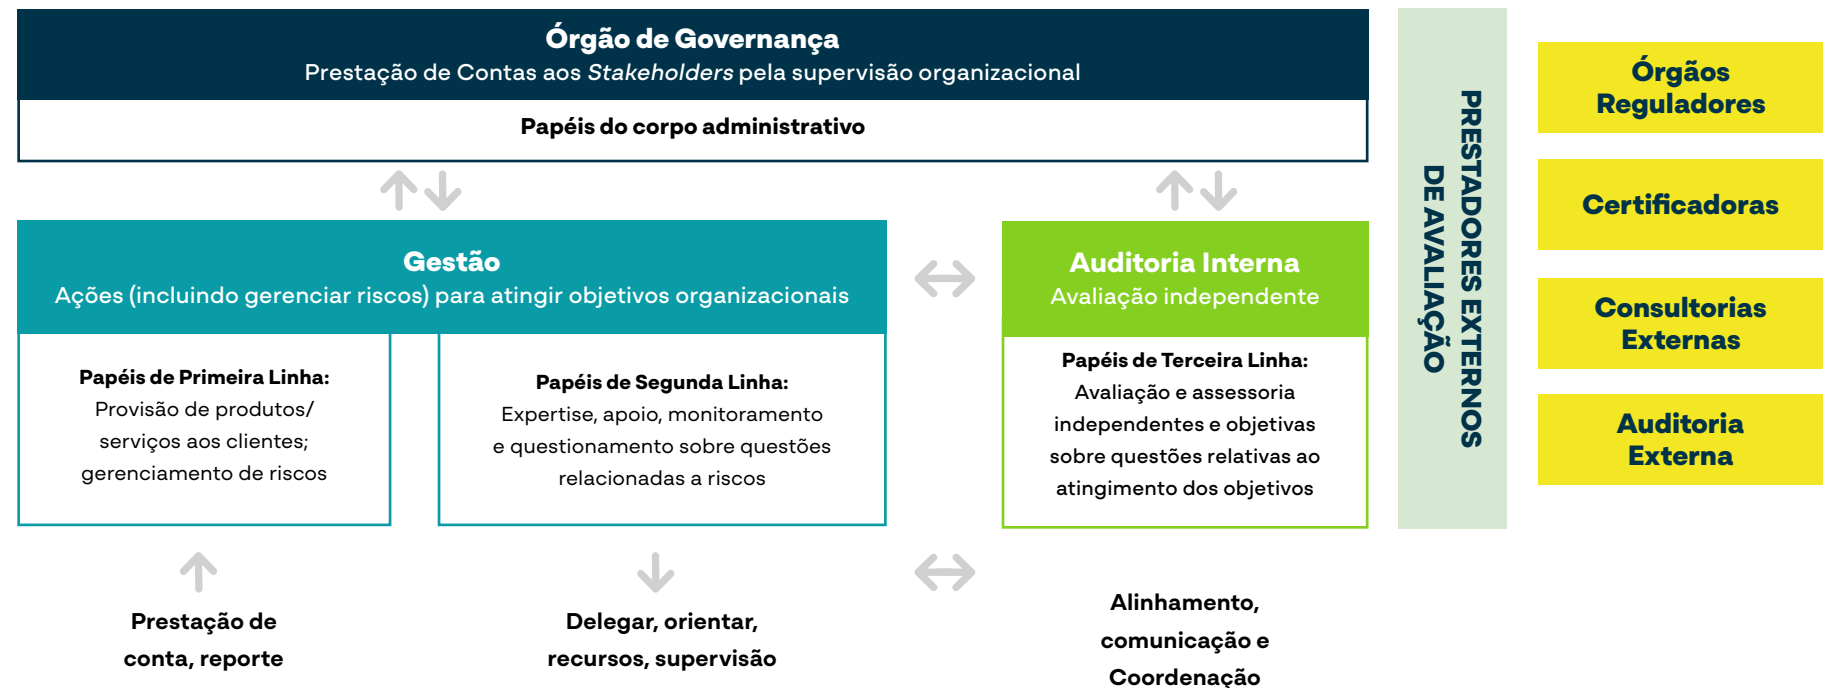 Órgão de Governança
Prestação de Contas aos Stakeholders pela supervisão organizacional
Papéis do corpo administrativo
Gestão
Ações (incluindo gerenciar riscos) para atingir objetivos organizacionais
Papéis de Primeira Linha:
Provisão de produtos/
serviços aos clientes;
gerenciamento de riscos
Papéis de Segunda Linha:
Expertise, apoio, monitoramento
e questionamento sobre questões
relacionadas a riscos
Auditoria Interna
Avaliação independente
Papéis de Terceira Linha:
Avaliação e assessoria
independentes e objetivas
sobre questões relativas ao
atingimento dos objetivos
Prestação de
conta, reporte
Delegar, orientar,
recursos, supervisão
Alinhamento,
comunicação e
Coordenação
PRESTADORES EXTERNOS
DE AVALIAÇÃO
Órgãos
Reguladores
Certificadoras
Consultorias
Externas
Auditoria
Externa